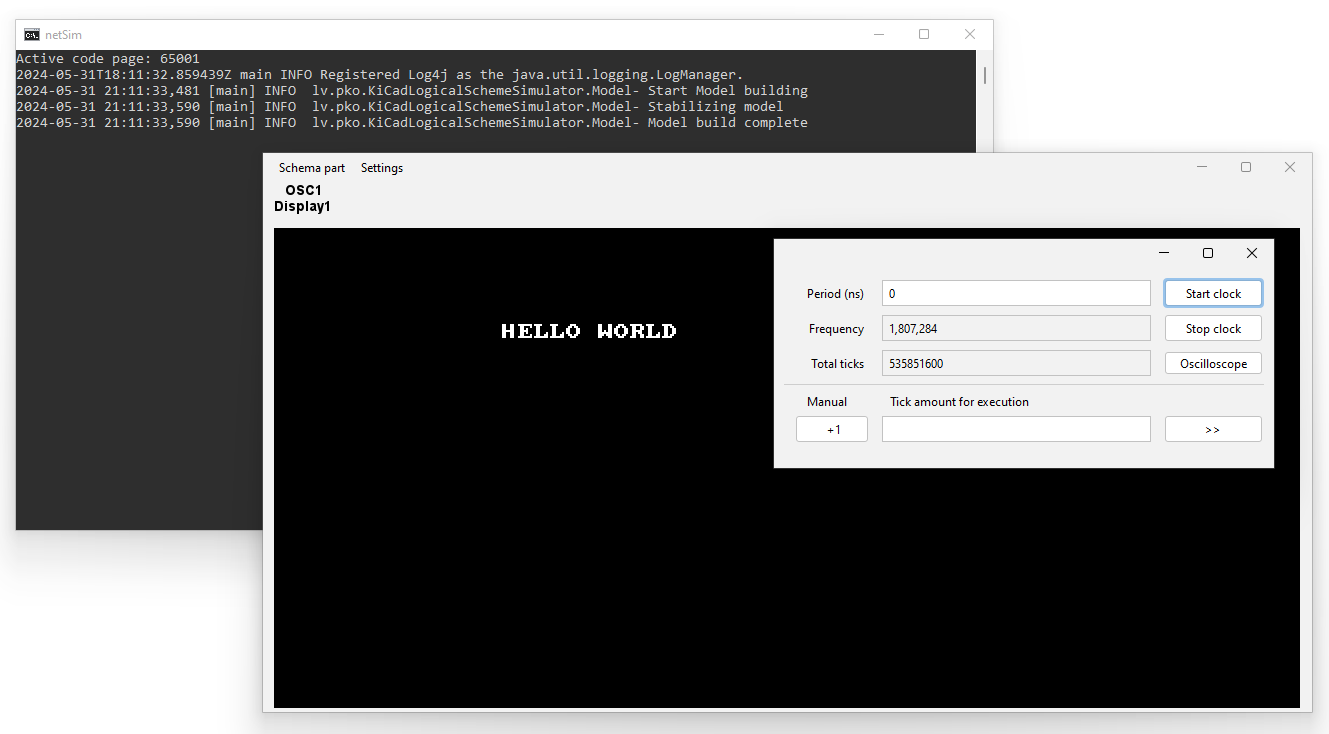 netSim
Active code page: 65001
2024-05-31T18:11:32.859439Z main INFO Registered Log4j as the java.util.logging.LogManager.
2024-05-31 21:11:33,481 [main] INFO  lv.pko.KiCadLogicalSchemeSimulator.Model- Start Model building
2024-05-31 21:11:33,590 [main] INFO  lv.pko.KiCadLogicalSchemeSimulator.Model- Stabilizing model
2024-05-31 21:11:33,590 [main] INFO  lv.pko.KiCadLogicalSchemeSimulator.Model- Model build complete
Schema part Settings
OSC1
Display1
HELLO WORLD
Period (ns) 0 Start clock
Frequency 1,807,284 Stop clock
Total ticks 535851600 Oscilloscope
Manual Tick amount for execution
+1 >>